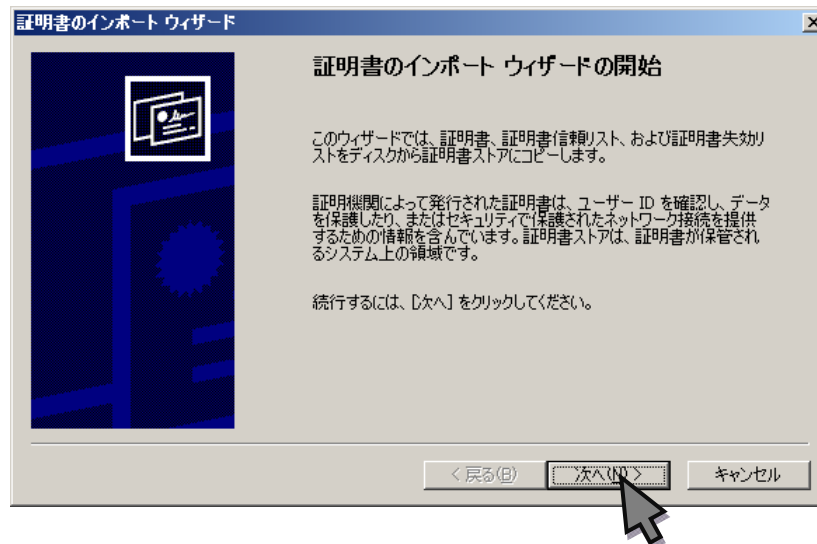 証明書のインポート ウィザード
証明書のインポート ウィザードの開始
このウィザードでは、証明書、証明書信頼リスト、および証明書失効リ
ストをディスクから証明書ストアにコピーします。
証明機関によって発行された証明書は、ユーザー ID を確認し、データ
を保護したり、またはセキュリティで保護されたネットワーク接続を提供
するための情報を含んでいます。証明書ストアは、証明書が保管され
るシステム上の領域です。
続行するには、[次へ] をクリックしてください。
< 戻る(B) 次へ(N) > キャンセル